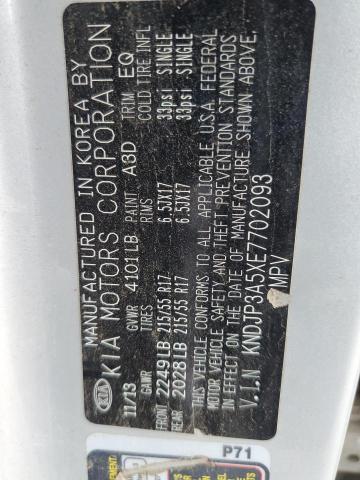 MANUFACTURED IN KOREA BY
KIA KIA MOTORS CORPORATION
11/13 GVWR 4101LB PAINT A3D TRIM EQ
GAWR TIRES RIMS COLD TIRE.INFL
FRONT 2249LB 215/55 R17 6.5JX17 33psi SINGLE
REAR 2028LB 215/55 R17 6.5JX17 33psi SINGLE
THIS VEHICLE CONFORMS TO ALL APPLICABLE U.S.A. FEDERAL
MOTOR VEHICLE SAFETY AND THEFT PREVENTION STANDARDS
IN EFFECT ON THE DATE OF MANUFACTURE SHOWN ABOVE.
V.I.N KNDJTP3A5XE7702093
MPV
P71